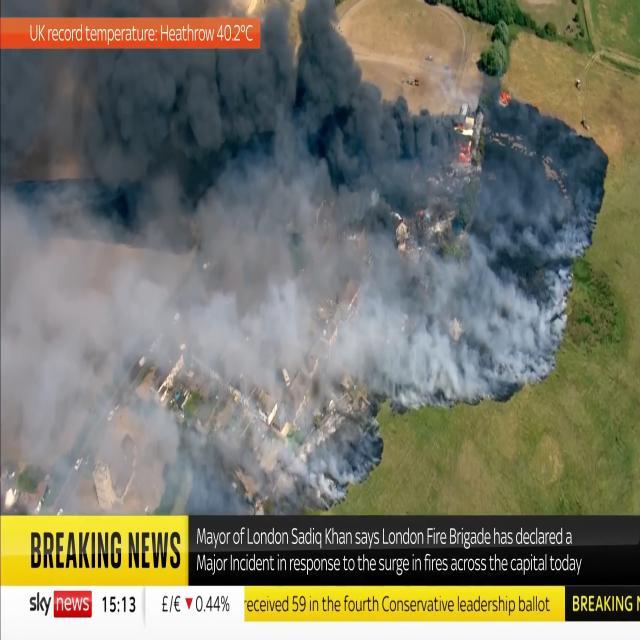 UK record temperature: Heathrow 40.2ºC
BREAKING NEWS
Mayor of London Sadiq Khan says London Fire Brigade has declared a
Major Incident in response to the surge in fires across the capital today
sky news 15:13 £/€ ▼ 0.44% received 59 in the fourth Conservative leadership ballot BREAKING N